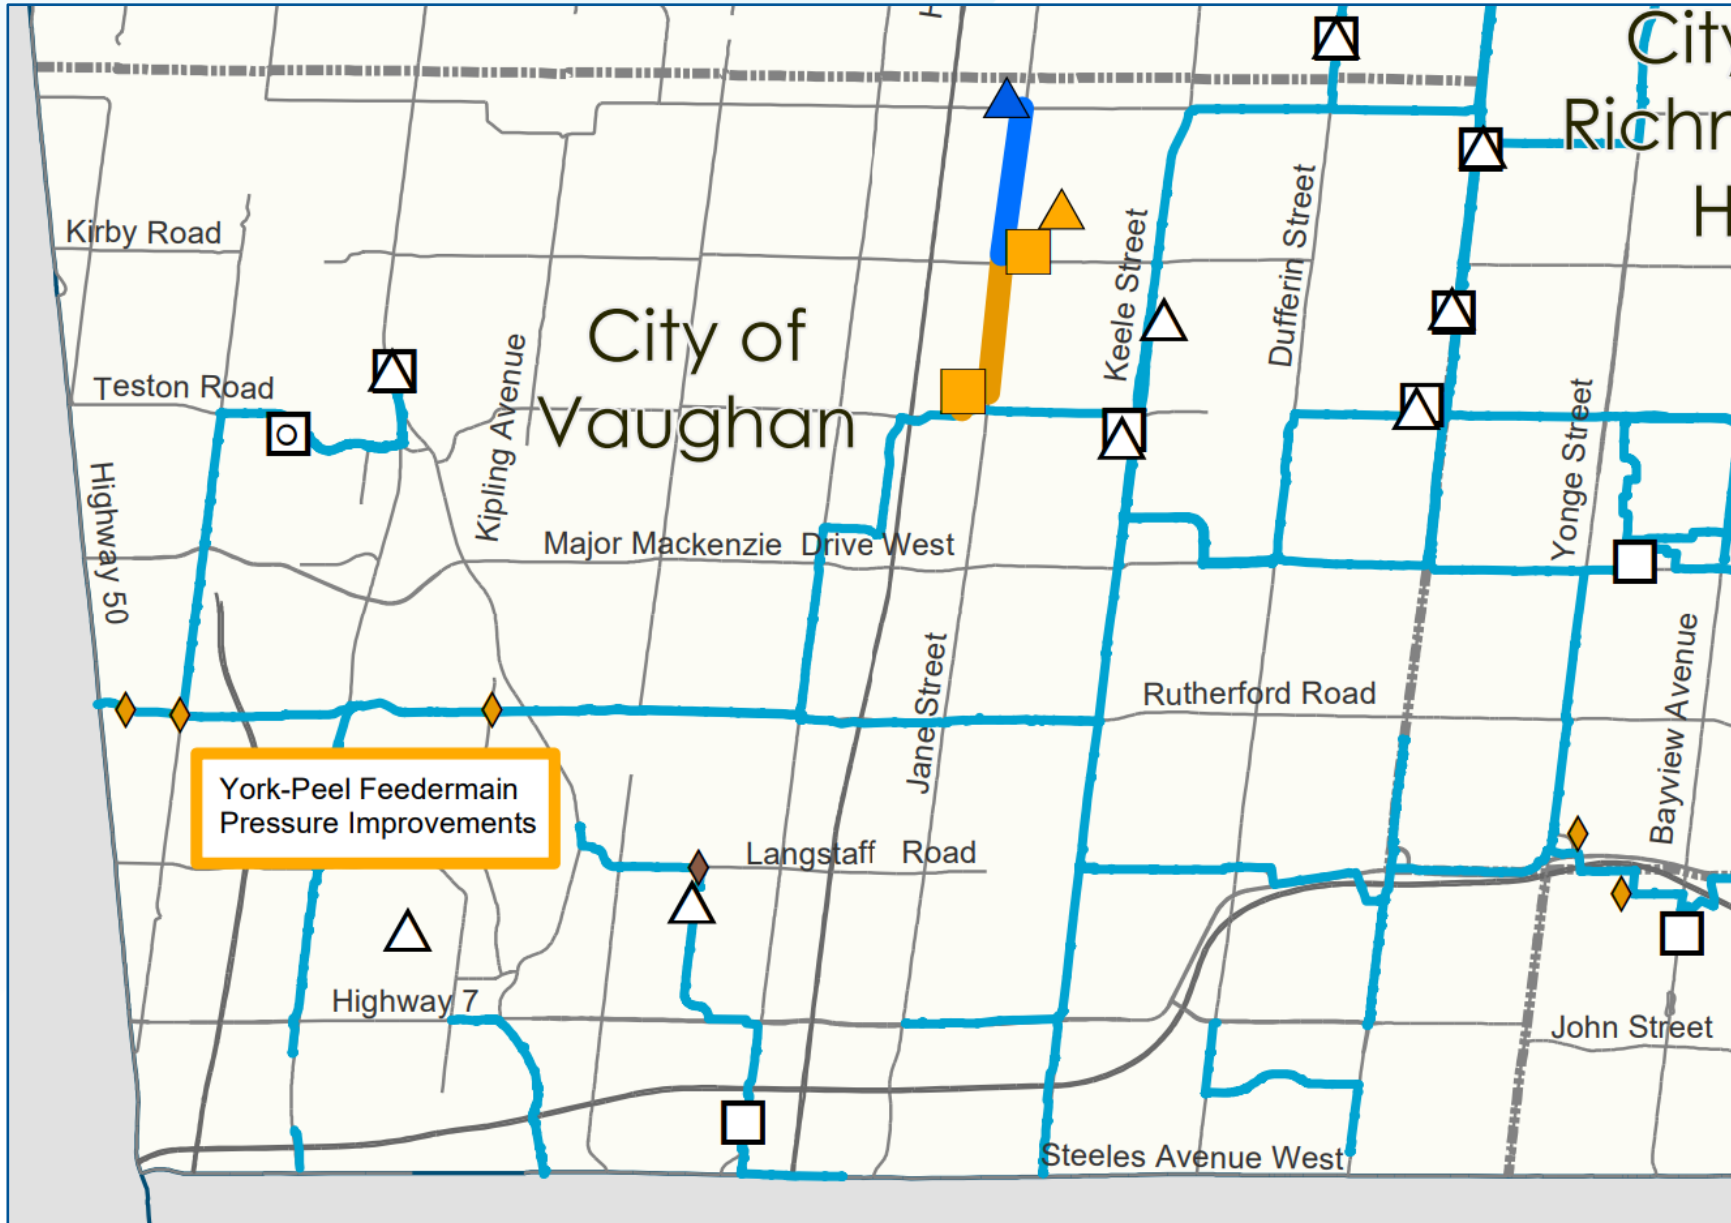 City
Richm
H
H
Kirby Road
City of
Vaughan
Keele Street
Dufferin Street
Teston Road
Kipling Avenue
Highway 50
Yonge Street
Major Mackenzie Drive West
Jane Street
Rutherford Road
Bayview Avenue
York-Peel Feedermain
Pressure Improvements
Langstaff Road
Highway 7
John Street
Steeles Avenue West